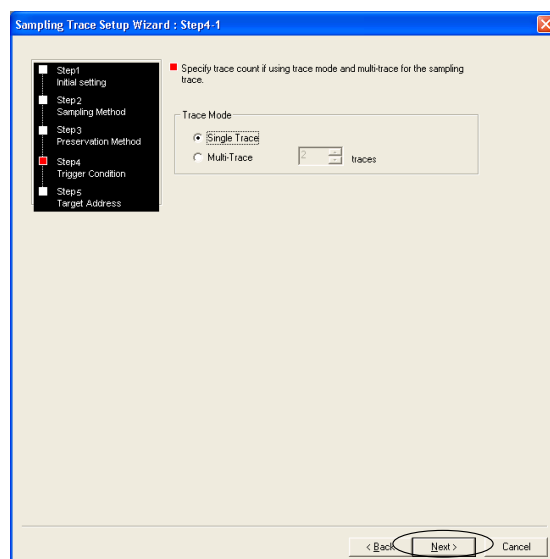 Sampling Trace Setup Wizard : Step4-1
Step1
Initial setting
Step2
Sampling Method
Step3
Preservation Method
Step4
Trigger Condition
Step5
Target Address
Specify trace count if using trace mode and multi-trace for the sampling
trace.
Trace Mode
Single Trace
Multi-Trace 2 traces
< Back Next > Cancel